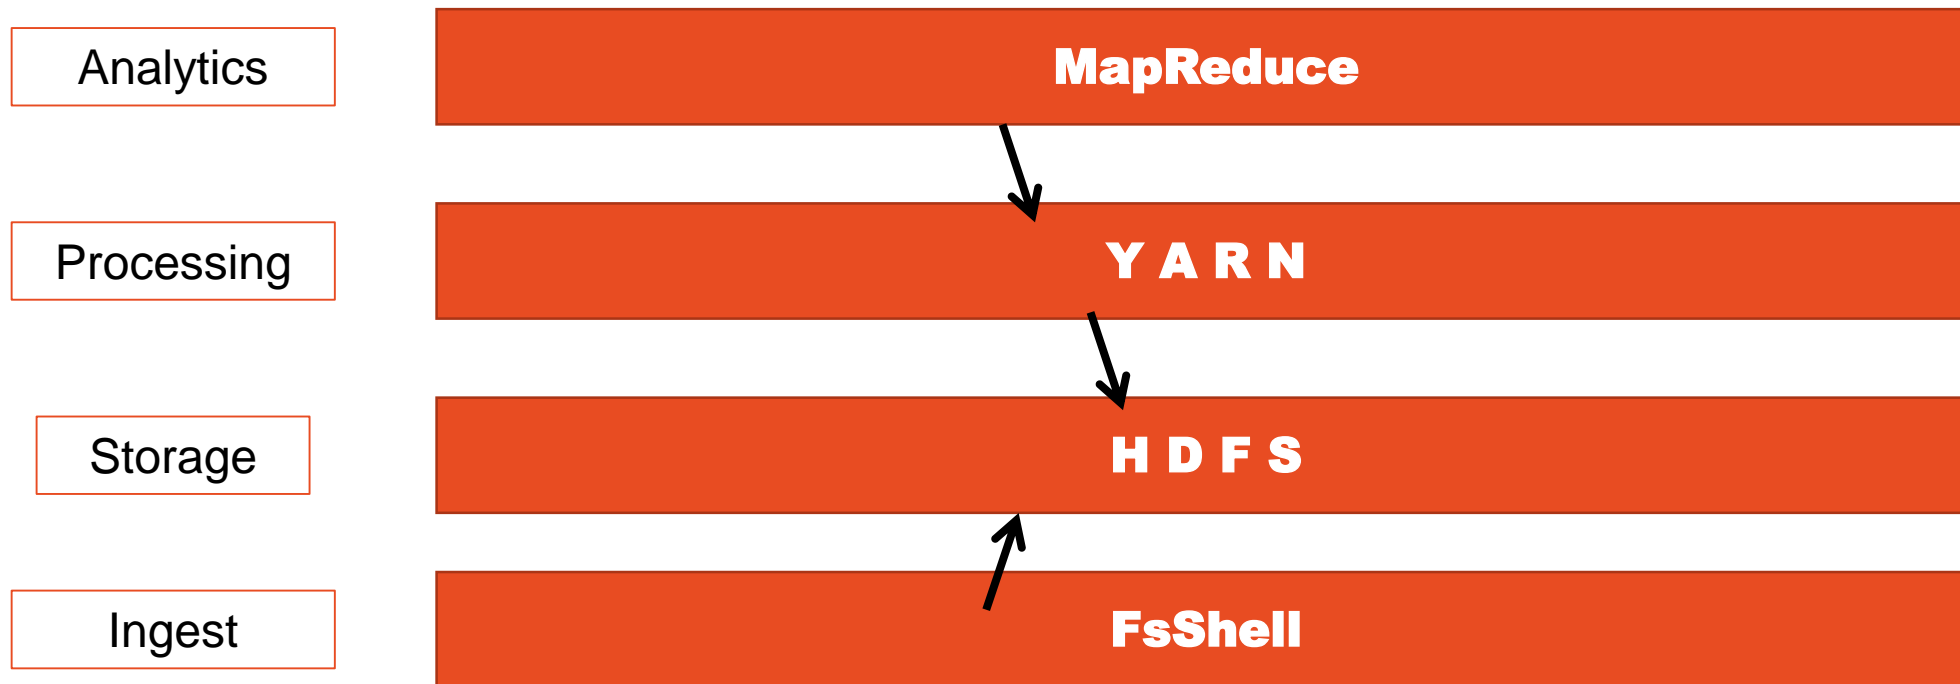 Analytics
MapReduce
Processing
Y A R N
Storage
H D F S
Ingest
FsShell